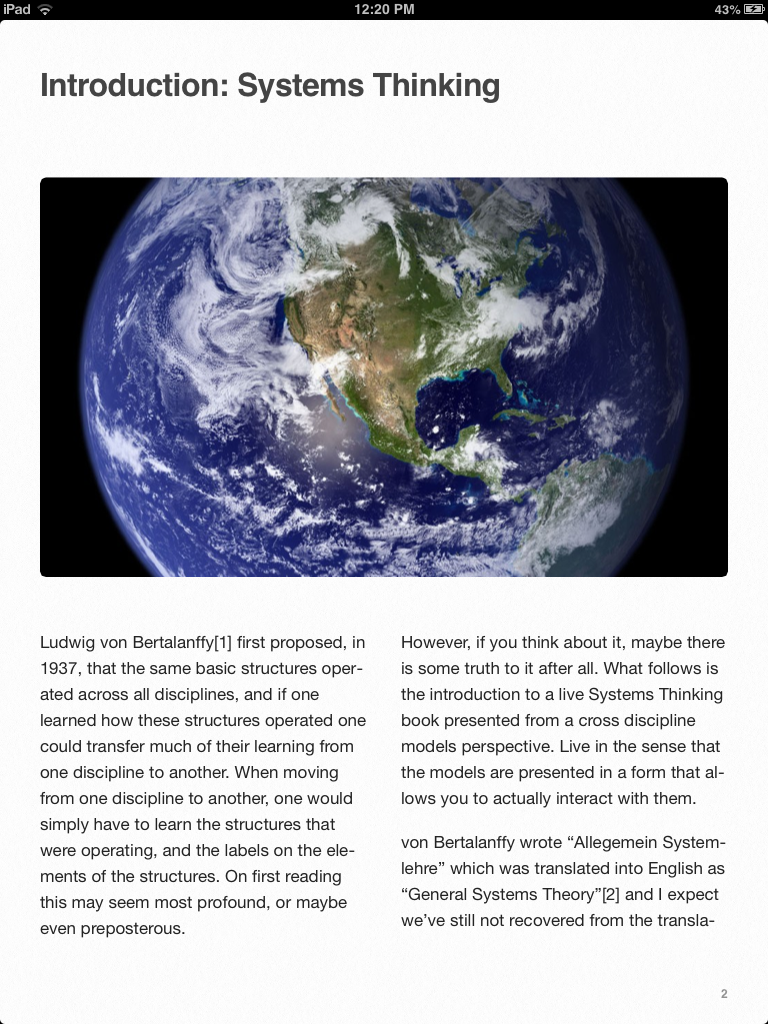 iPad
12:20 PM
43%
Introduction: Systems Thinking
Ludwig von Bertalanffy[1] first proposed, in
1937, that the same basic structures oper-
ated across all disciplines, and if one
learned how these structures operated one
could transfer much of their learning from
one discipline to another. When moving
from one discipline to another, one would
simply have to learn the structures that
were operating, and the labels on the ele-
ments of the structures. On first reading
this may seem most profound, or maybe
even preposterous.
However, if you think about it, maybe there
is some truth to it after all. What follows is
the introduction to a live Systems Thinking
book presented from a cross discipline
models perspective. Live in the sense that
the models are presented in a form that al-
lows you to actually interact with them.
von Bertalanffy wrote “Allegemein System-
lehre” which was translated into English as
“General Systems Theory”[2] and I expect
we’ve still not recovered from the transla-
2